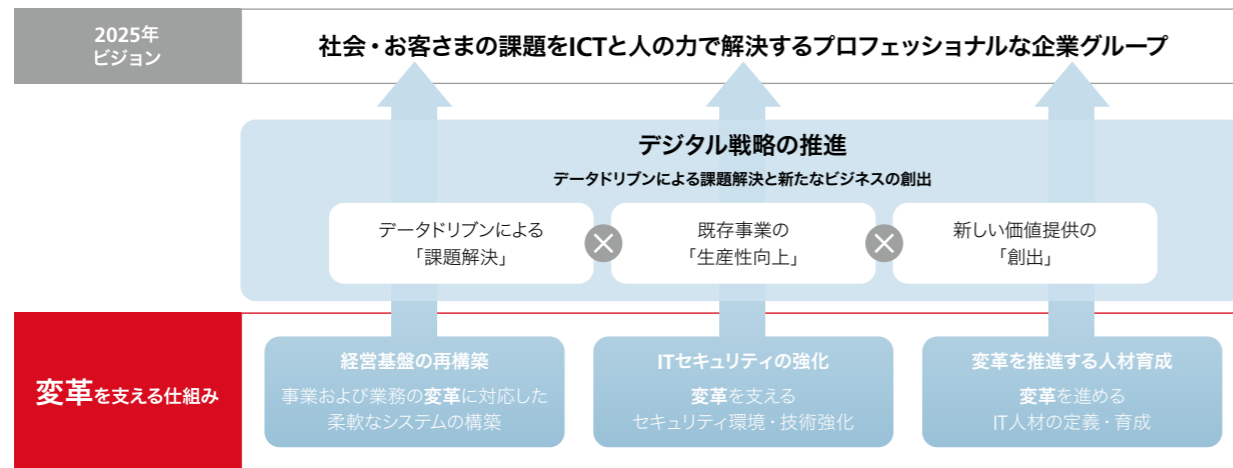 2025年
ビジョン
社会・お客さまの課題をICTと人の力で解決するプロフェッショナルな企業グループ
デジタル戦略の推進
データドリブンによる課題解決と新たなビジネスの創出
データドリブンによる
「課題解決」
既存事業の
「生産性向上」
新しい価値提供の
「創出」
変革を支える仕組み
経営基盤の再構築
事業および業務の変革に対応した
柔軟なシステムの構築
ITセキュリティの強化
変革を支える
セキュリティ環境・技術強化
変革を推進する人材育成
変革を進める
IT人材の定義・育成